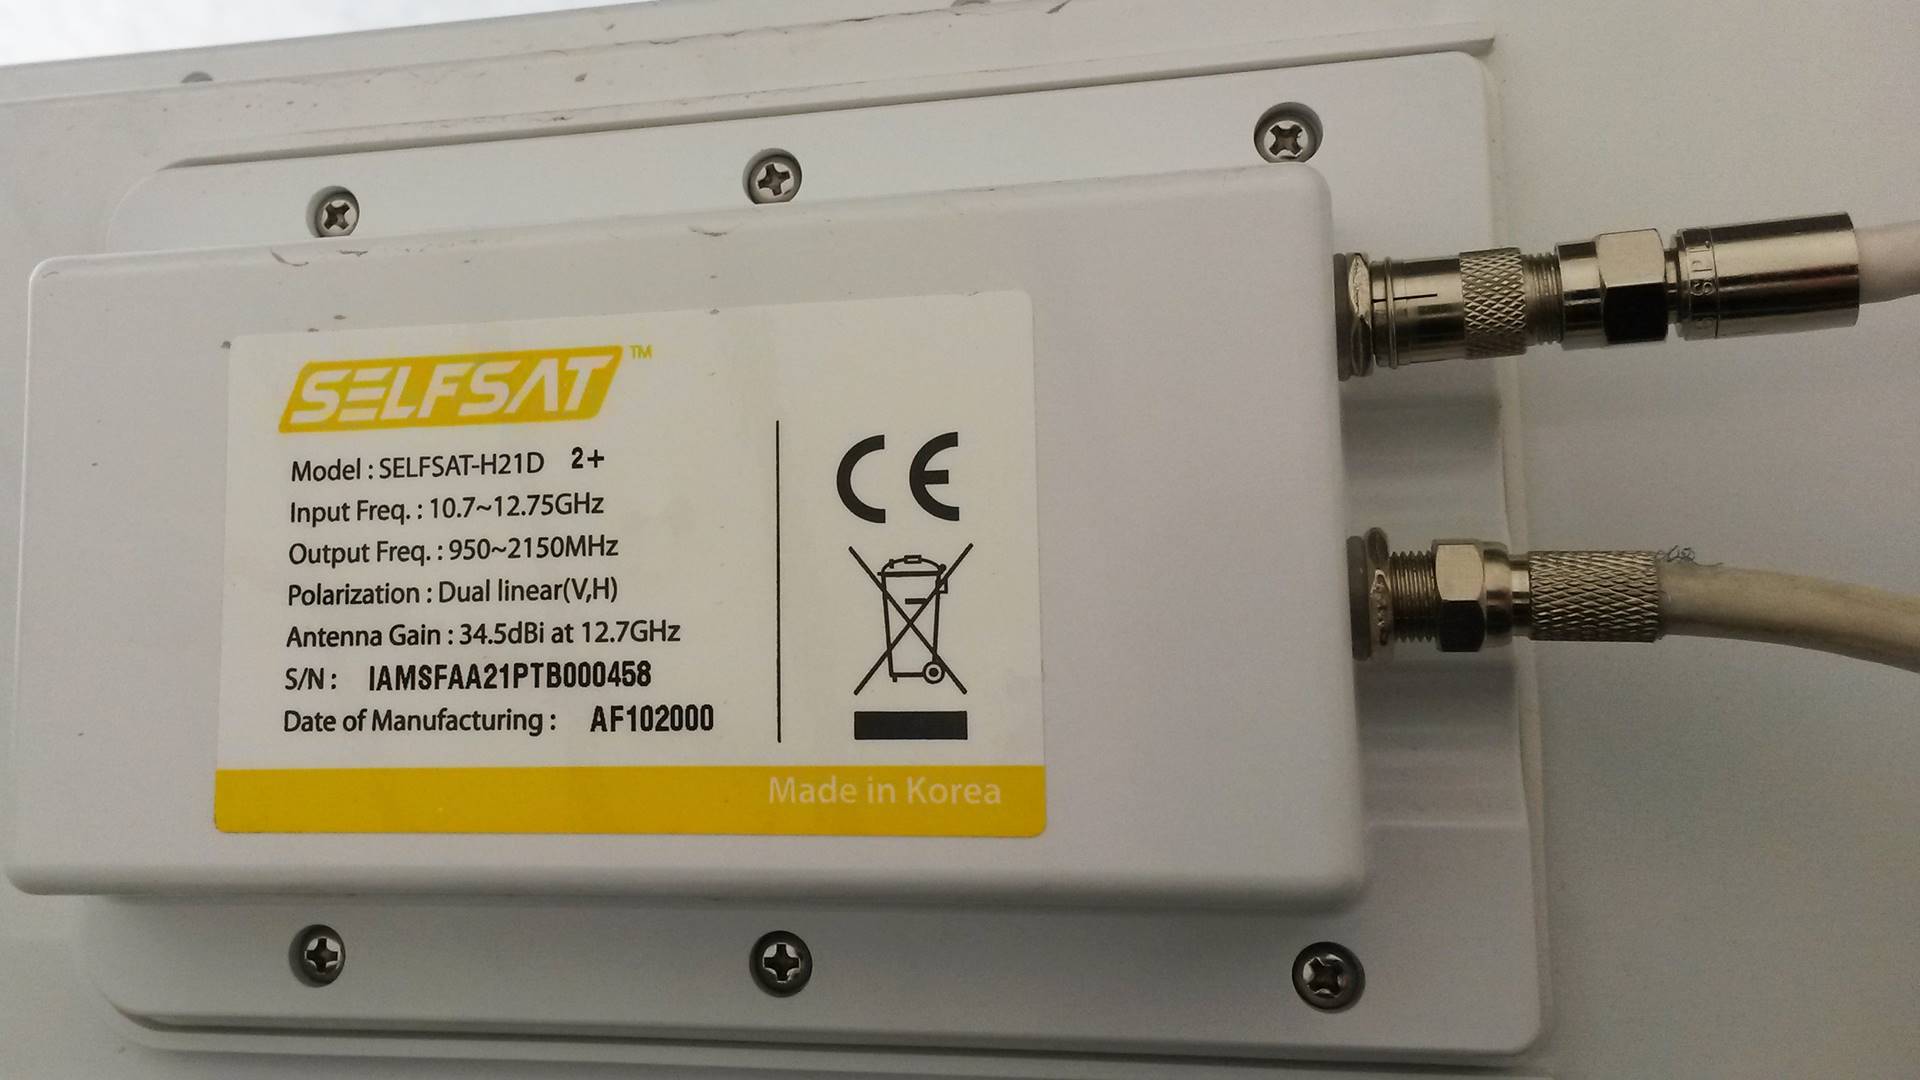 SELFSAT™
Model : SELFSAT-H21D 2+
Input Freq. : 10.7~12.75GHz
Output Freq. : 950~2150MHz
Polarization : Dual linear(V,H)
Antenna Gain : 34.5dBi at 12.7GHz
S/N : IAMSFAA21PTB000458
Date of Manufacturing : AF102000
CE
Made in Korea